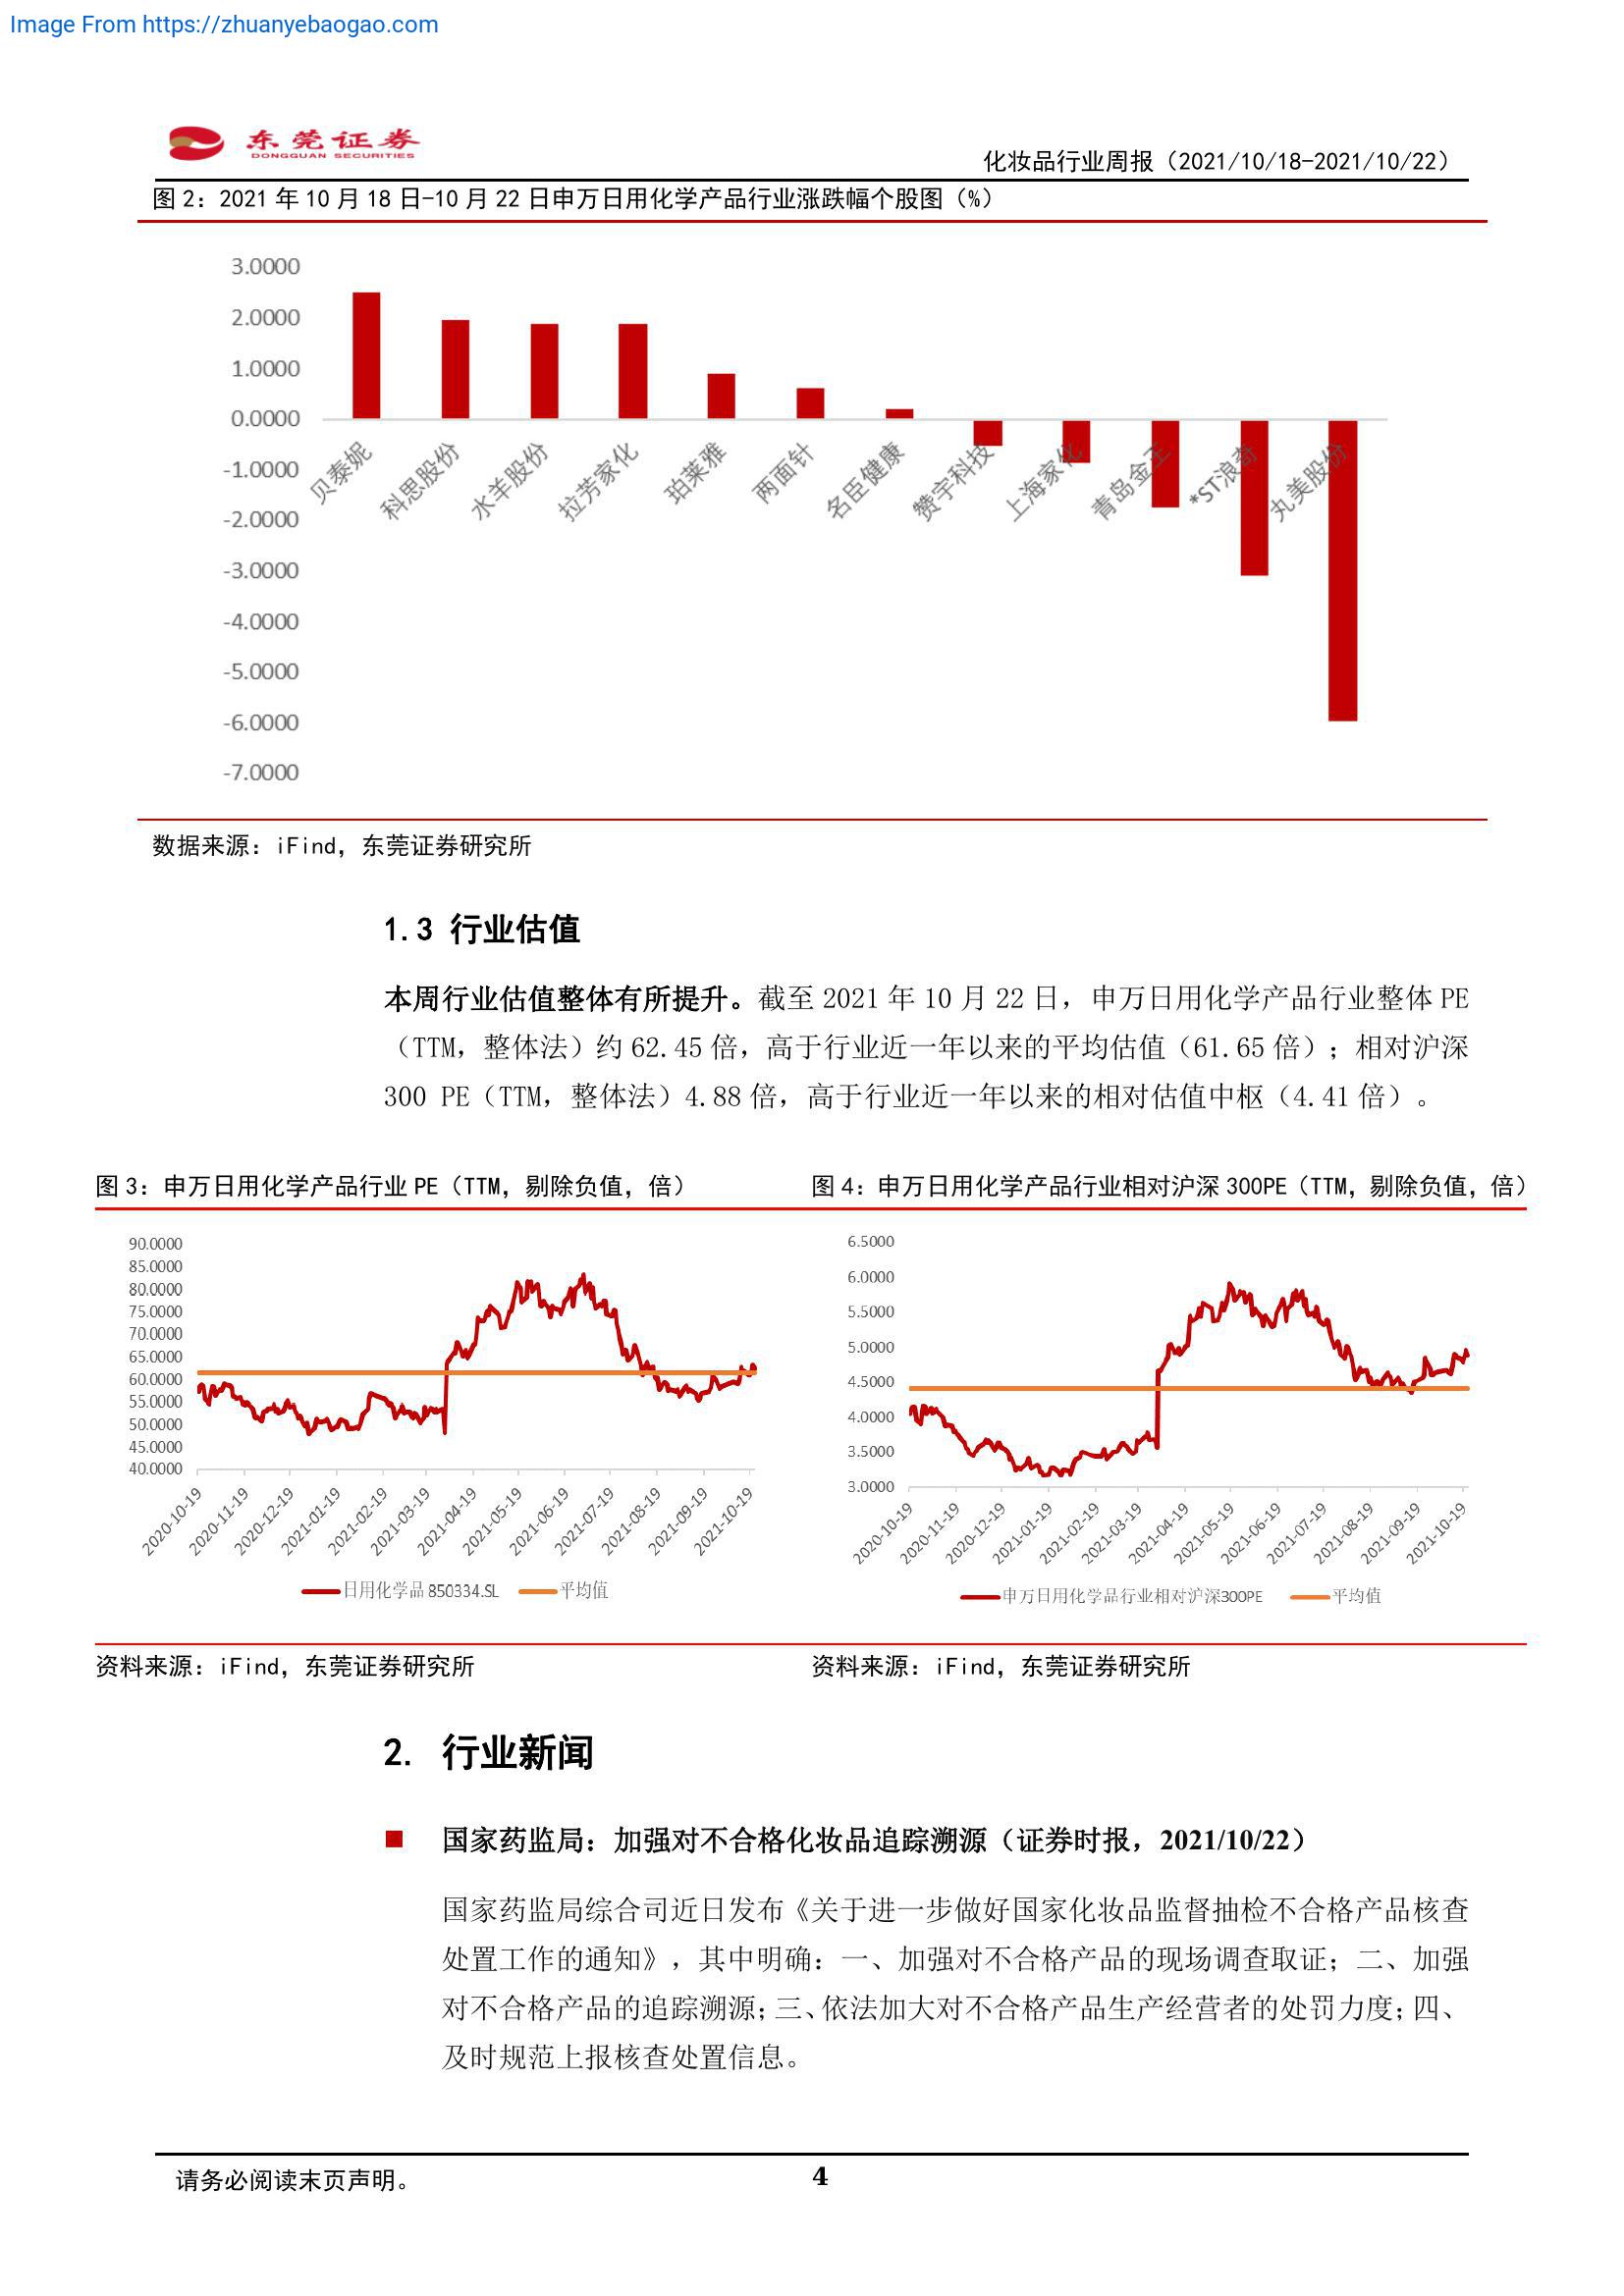 Image From https://zhuanyebaogao.com
东莞证券
DONGGUAN SECURITIES
化妆品行业周报（2021/10/18-2021/10/22）
图 2：2021 年 10 月 18 日-10 月 22 日申万日用化学产品行业涨跌幅个股图（%）
3.0000
2.0000
1.0000
0.0000
-1.0000
-2.0000
-3.0000
-4.0000
-5.0000
-6.0000
-7.0000
贝泰妮
科思股份
水羊股份
拉芳家化
珀莱雅
两面针
名臣健康
赞宇科技
上海家化
青岛金王
*ST浪奇
丸美股份
数据来源：iFind，东莞证券研究所
1.3 行业估值
本周行业估值整体有所提升。截至 2021 年 10 月 22 日，申万日用化学产品行业整体 PE
（TTM，整体法）约 62.45 倍，高于行业近一年以来的平均估值（61.65 倍）；相对沪深
300 PE（TTM，整体法）4.88 倍，高于行业近一年以来的相对估值中枢（4.41 倍）。
图 3：申万日用化学产品行业 PE（TTM，剔除负值，倍）
90.0000
85.0000
80.0000
75.0000
70.0000
65.0000
60.0000
55.0000
50.0000
45.0000
40.0000
2020-10-19
2020-11-19
2020-12-19
2021-01-19
2021-02-19
2021-03-19
2021-04-19
2021-05-19
2021-06-19
2021-07-19
2021-08-19
2021-09-19
2021-10-19
日用化学品 850334.SL
平均值
图 4：申万日用化学产品行业相对沪深 300PE（TTM，剔除负值，倍）
6.5000
6.0000
5.5000
5.0000
4.5000
4.0000
3.5000
3.0000
2020-10-19
2020-11-19
2020-12-19
2021-01-19
2021-02-19
2021-03-19
2021-04-19
2021-05-19
2021-06-19
2021-07-19
2021-08-19
2021-09-19
2021-10-19
申万日用化学品行业相对沪深300PE
平均值
资料来源：iFind，东莞证券研究所
资料来源：iFind，东莞证券研究所
2. 行业新闻
国家药监局：加强对不合格化妆品追踪溯源（证券时报，2021/10/22）
国家药监局综合司近日发布《关于进一步做好国家化妆品监督抽检不合格产品核查
处置工作的通知》，其中明确：一、加强对不合格产品的现场调查取证；二、加强
对不合格产品的追踪溯源；三、依法加大对不合格产品生产经营者的处罚力度；四、
及时规范上报核查处置信息。
请务必阅读末页声明。
4